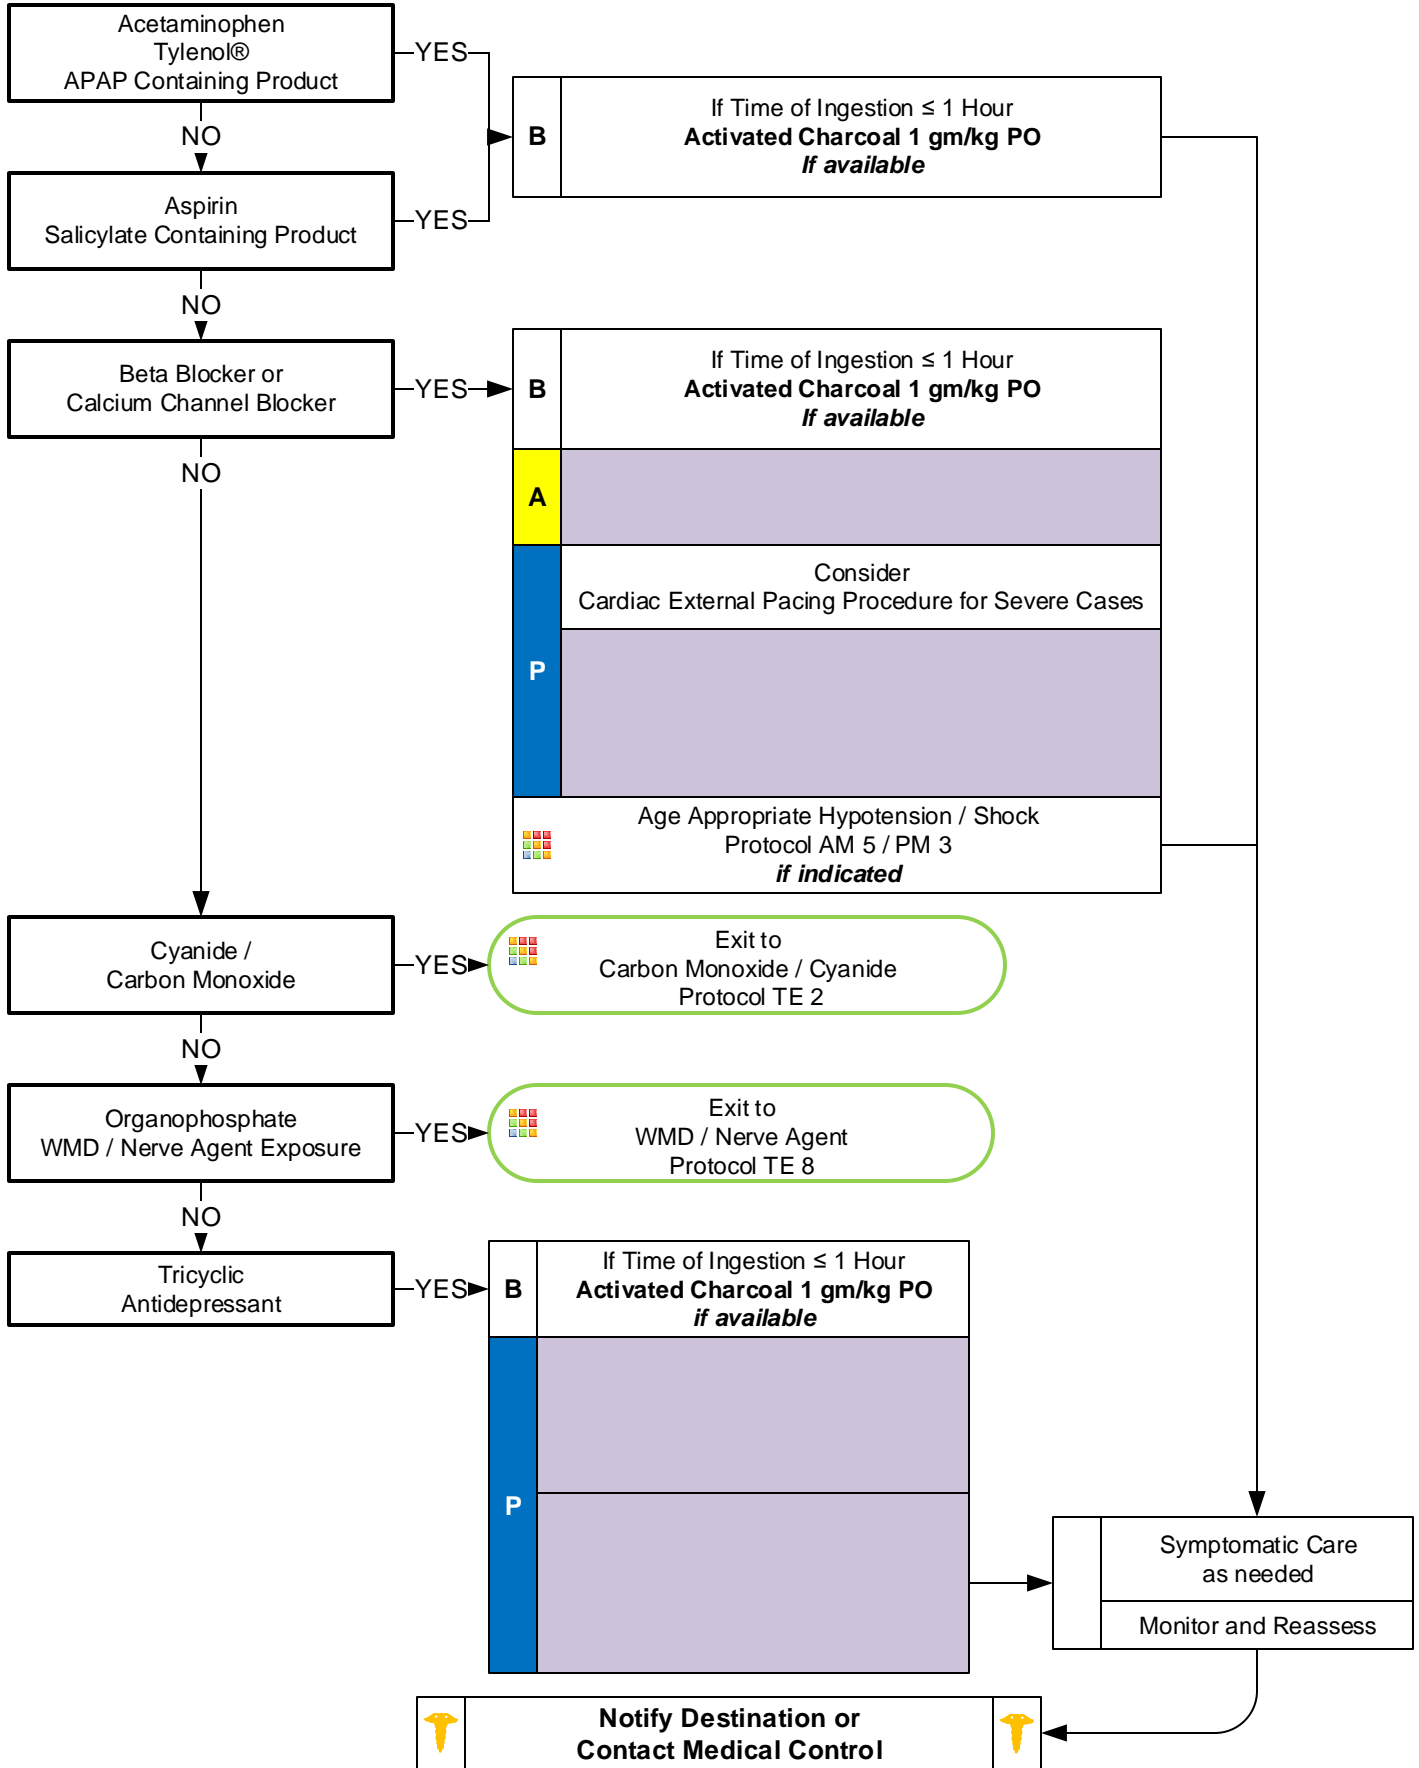 Acetaminophen
Tylenol®
APAP Containing Product
YES
NO
B
If Time of Ingestion ≤ 1 Hour
Activated Charcoal 1 gm/kg PO
If available
Aspirin
Salicylate Containing Product
YES
NO
Beta Blocker or
Calcium Channel Blocker
YES
NO
B
If Time of Ingestion ≤ 1 Hour
Activated Charcoal 1 gm/kg PO
If available
A
P
Consider
Cardiac External Pacing Procedure for Severe Cases
Age Appropriate Hypotension / Shock
Protocol AM 5 / PM 3
if indicated
Cyanide /
Carbon Monoxide
YES
NO
Exit to
Carbon Monoxide / Cyanide
Protocol TE 2
Organophosphate
WMD / Nerve Agent Exposure
YES
NO
Exit to
WMD / Nerve Agent
Protocol TE 8
Tricyclic
Antidepressant
YES
B
If Time of Ingestion ≤ 1 Hour
Activated Charcoal 1 gm/kg PO
if available
P
Symptomatic Care
as needed
Monitor and Reassess
Notify Destination or
Contact Medical Control